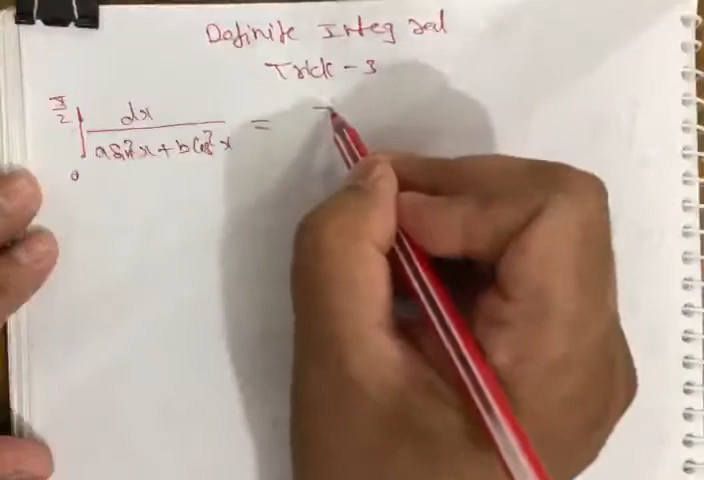 Definite Integral
Trick - 3
∫₀^(π/2) dx / (a sin²x + b cos²x) =